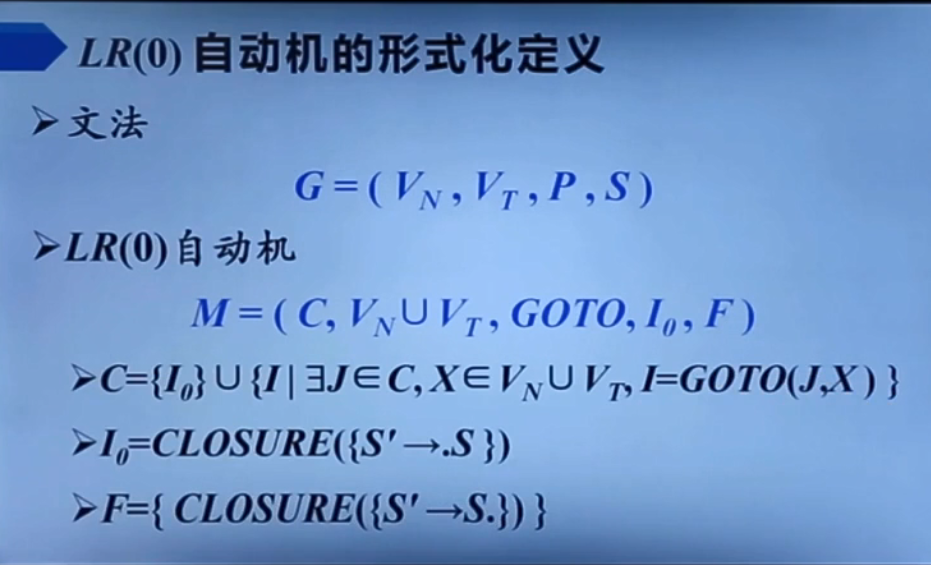 LR(0) 自动机的形式化定义
➢文法
G = ( V_N , V_T , P , S )
➢LR(0)自动机
M = ( C, V_N∪V_T , GOTO, I_0 , F )
➢C={I_0}∪{I | ∃J∈C, X∈V_N∪V_T, I=GOTO(J,X) }
➢I_0=CLOSURE({S'→.S })
➢F={ CLOSURE({S'→S.}) }